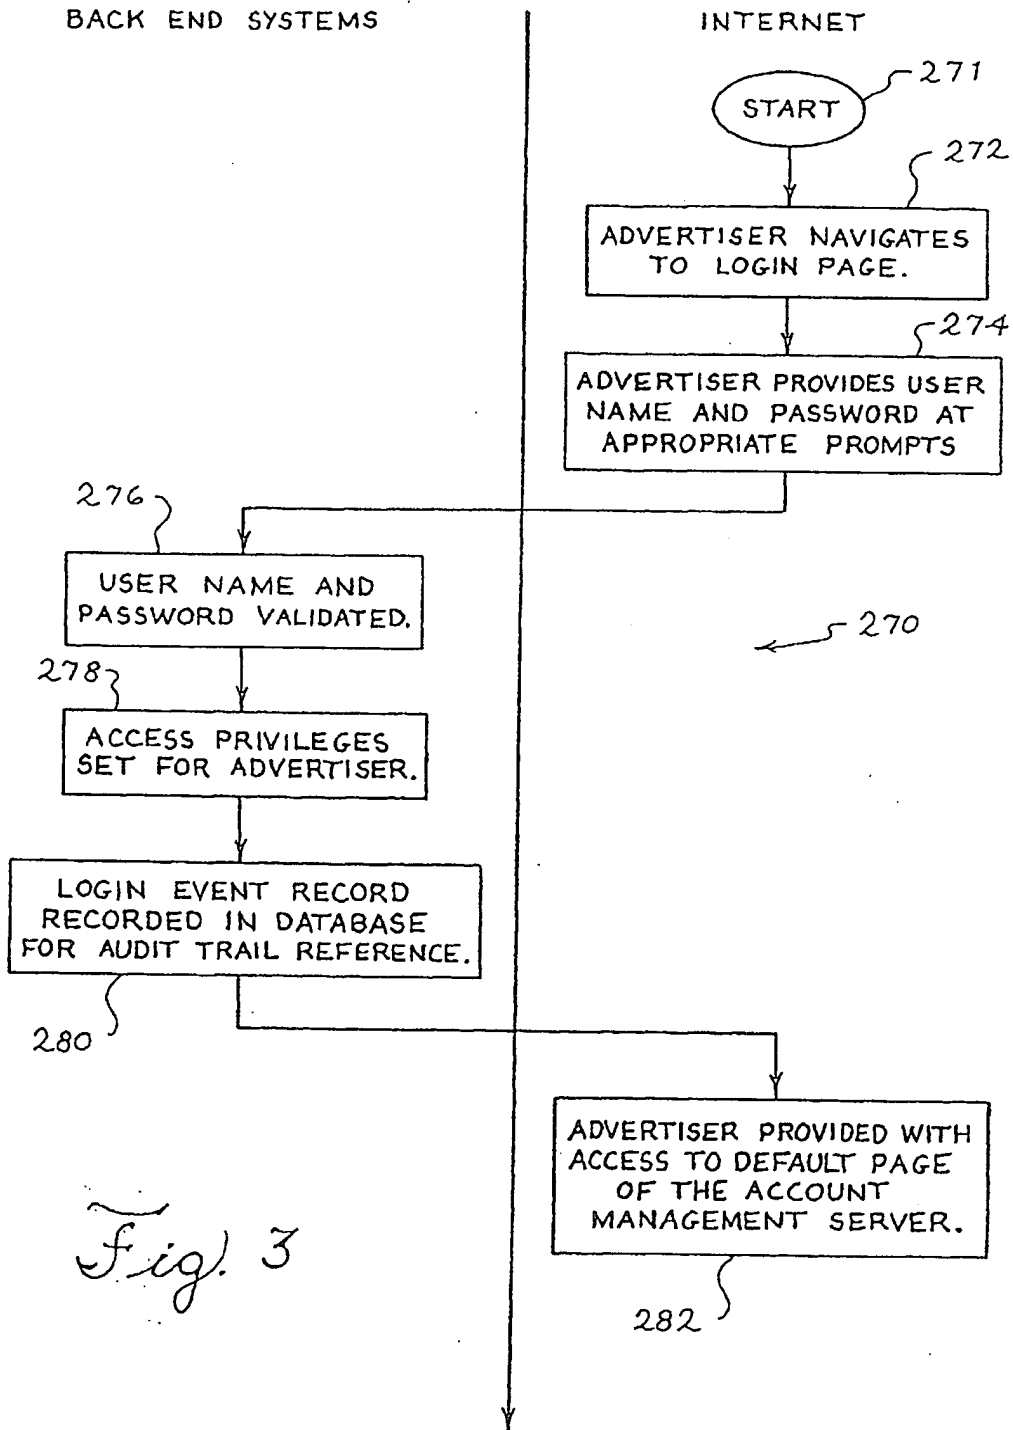 BACK END SYSTEMS
INTERNET
271
START
272
ADVERTISER NAVIGATES
TO LOGIN PAGE.
274
ADVERTISER PROVIDES USER
NAME AND PASSWORD AT
APPROPRIATE PROMPTS
276
USER NAME AND
PASSWORD VALIDATED.
270
278
ACCESS PRIVILEGES
SET FOR ADVERTISER.
LOGIN EVENT RECORD
RECORDED IN DATABASE
FOR AUDIT TRAIL REFERENCE.
280
ADVERTISER PROVIDED WITH
ACCESS TO DEFAULT PAGE
OF THE ACCOUNT
MANAGEMENT SERVER.
282
Fig. 3